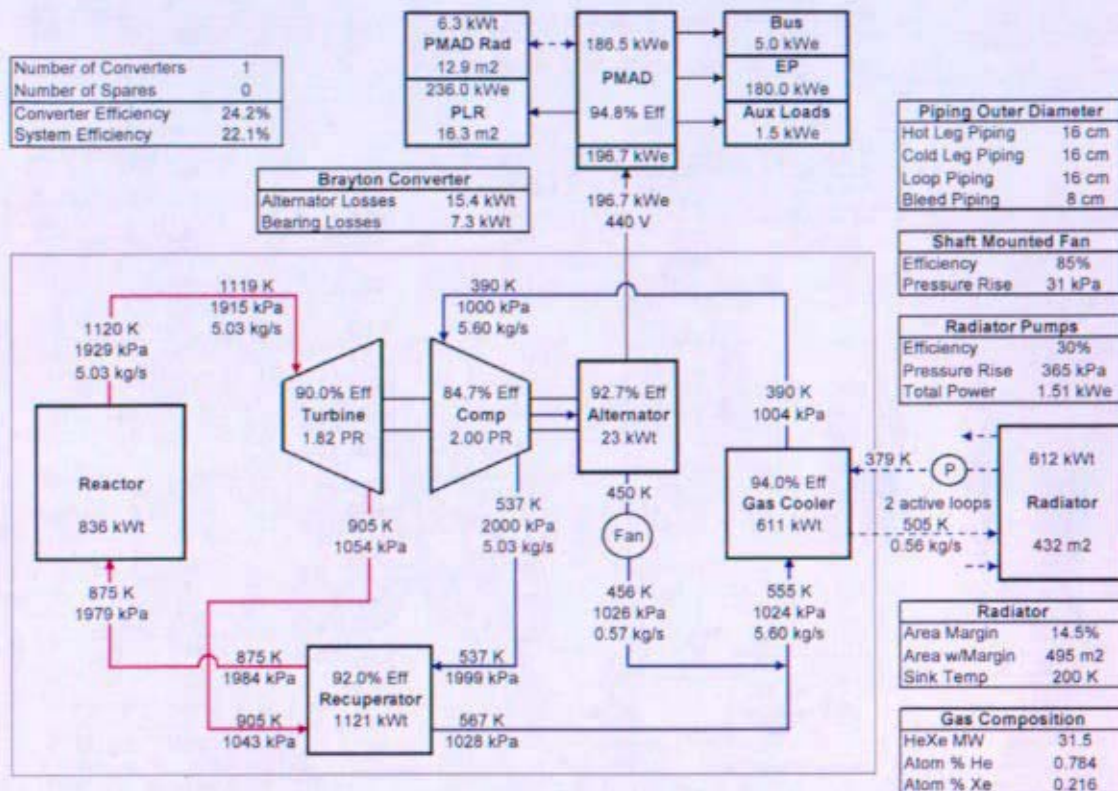 Number of Converters 1
Number of Spares 0
Converter Efficiency 24.2%
System Efficiency 22.1%
6.3 kWt
PMAD Rad
12.9 m2
236.0 kWe
PLR
16.3 m2
186.5 kWe
PMAD
94.8% Eff
196.7 kWe
Bus
5.0 kWe
EP
180.0 kWe
Aux Loads
1.5 kWe
Brayton Converter
Alternator Losses 15.4 kWt
Bearing Losses 7.3 kWt
196.7 kWe
440 V
Piping Outer Diameter
Hot Leg Piping 16 cm
Cold Leg Piping 16 cm
Loop Piping 16 cm
Bleed Piping 8 cm
Shaft Mounted Fan
Efficiency 85%
Pressure Rise 31 kPa
Radiator Pumps
Efficiency 30%
Pressure Rise 365 kPa
Total Power 1.51 kWe
1120 K
1929 kPa
5.03 kg/s
1119 K
1915 kPa
5.03 kg/s
390 K
1000 kPa
5.60 kg/s
Reactor
836 kWt
90.0% Eff
Turbine
1.82 PR
84.7% Eff
Comp
2.00 PR
92.7% Eff
Alternator
23 kWt
390 K
1004 kPa
94.0% Eff
Gas Cooler
611 kWt
379 K
P
2 active loops
505 K
0.56 kg/s
612 kWt
Radiator
432 m2
905 K
1054 kPa
537 K
2000 kPa
5.03 kg/s
450 K
Fan
456 K
1026 kPa
0.57 kg/s
555 K
1024 kPa
5.60 kg/s
875 K
1979 kPa
875 K
1984 kPa
905 K
1043 kPa
92.0% Eff
Recuperator
1121 kWt
537 K
1999 kPa
567 K
1028 kPa
Radiator
Area Margin 14.5%
Area w/Margin 495 m2
Sink Temp 200 K
Gas Composition
HeXe MW 31.5
Atom % He 0.784
Atom % Xe 0.216